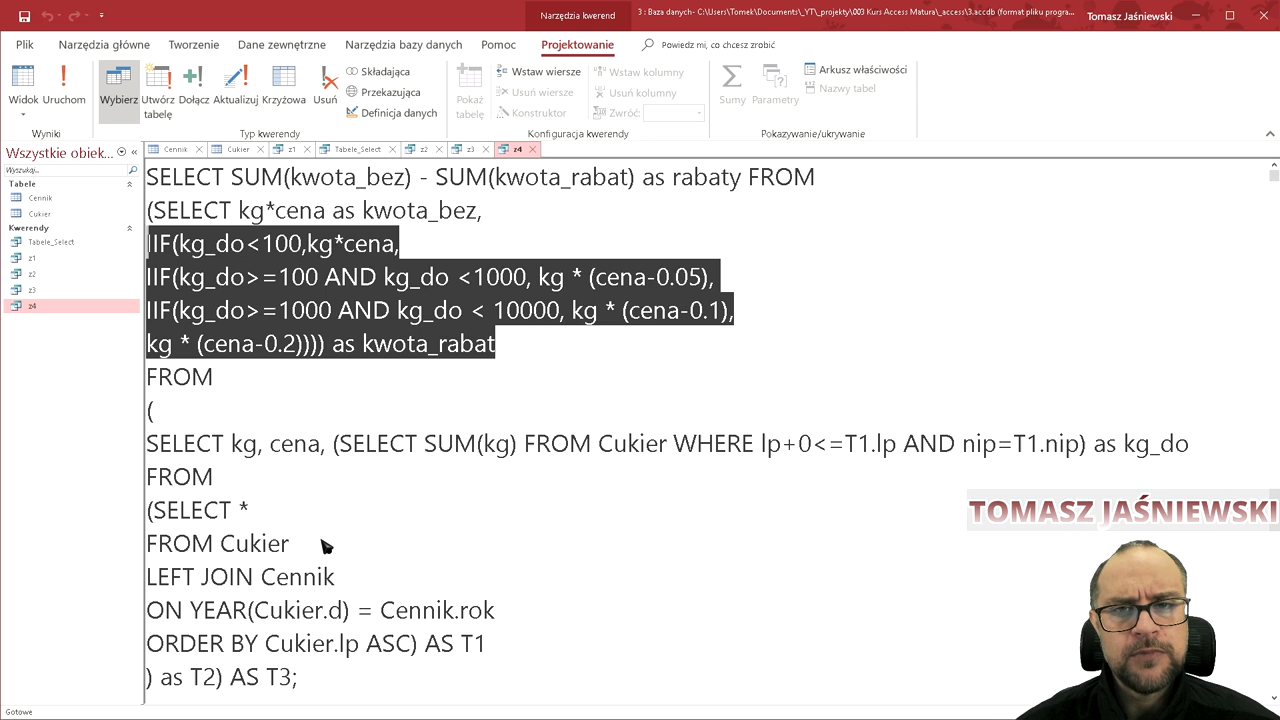 Narzędzia kwerend
3 : Baza danych- C:\Users\Tomek\Documents\_YT\_projekty\003 Kurs Access Matura\_access\3.accdb (format pliku progra...
Tomasz Jaśniewski
Plik
Narzędzia główne
Tworzenie
Dane zewnętrzne
Narzędzia bazy danych
Pomoc
Projektowanie
Powiedz mi, co chcesz zrobić
Widok
Uruchom
Wybierz
Utwórz tabelę
Dołącz
Aktualizuj
Krzyżowa
Usuń
Składająca
Przekazująca
Definicja danych
Pokaż tabelę
Wstaw wiersze
Usuń wiersze
Konstruktor
Wstaw kolumny
Usuń kolumny
Zwróć:
Sumy
Parametry
Arkusz właściwości
Nazwy tabel
Wyniki
Typ kwerendy
Konfiguracja kwerendy
Pokazywanie/ukrywanie
Wszystkie obiek...
Wyszukaj...
Tabele
Cennik
Cukier
Kwerendy
Tabele_Select
z1
z2
z3
z4
Cennik
Cukier
z1
Tabele_Select
z2
z3
z4
SELECT SUM(kwota_bez) - SUM(kwota_rabat) as rabaty FROM
(SELECT kg*cena as kwota_bez,
IIF(kg_do<100,kg*cena,
IIF(kg_do>=100 AND kg_do <1000, kg * (cena-0.05),
IIF(kg_do>=1000 AND kg_do < 10000, kg * (cena-0.1),
kg * (cena-0.2)))) as kwota_rabat
FROM
(
SELECT kg, cena, (SELECT SUM(kg) FROM Cukier WHERE lp+0<=T1.lp AND nip=T1.nip) as kg_do
FROM
(SELECT *
FROM Cukier
LEFT JOIN Cennik
ON YEAR(Cukier.d) = Cennik.rok
ORDER BY Cukier.lp ASC) AS T1
) as T2) AS T3;
TOMASZ JAŚNIEWSKI
Gotowe